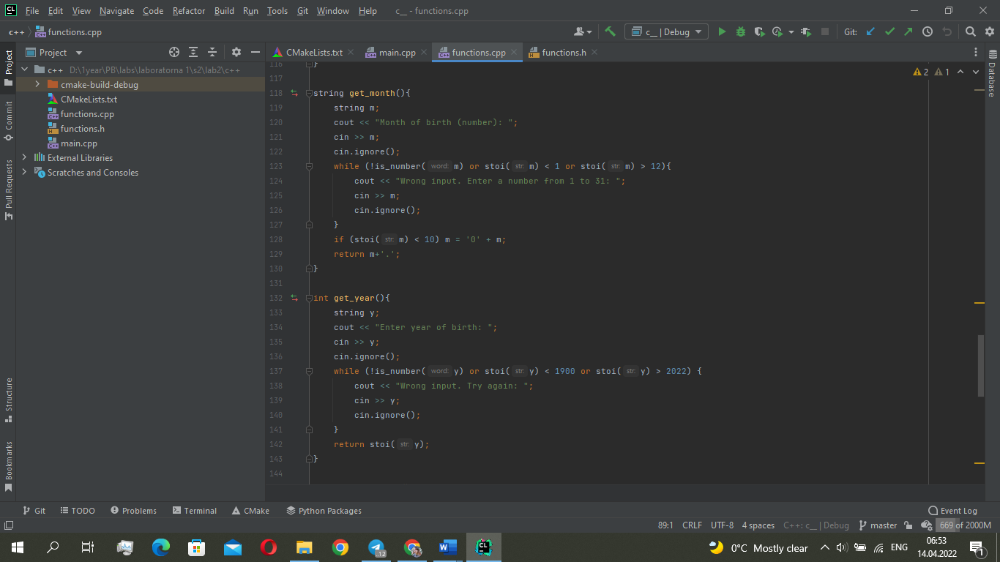 File Edit View Navigate Code Refactor Build Run Tools Git Window Help c__ - functions.cpp
c++ functions.cpp c__ | Debug Git:
Project CMakeLists.txt main.cpp functions.cpp functions.h
c++ D:\1year\PB\labs\laboratorna 1\s2\lab2\c++
cmake-build-debug
CMakeLists.txt
functions.cpp
functions.h
main.cpp
External Libraries
Scratches and Consoles
Project
Commit
Pull Requests
Structure
Bookmarks
2 1
Database
116 }
117
118 string get_month(){
119 string m;
120 cout << "Month of birth (number): ";
121 cin >> m;
122 cin.ignore();
123 while (!is_number( word: m) or stoi( str: m) < 1 or stoi( str: m) > 12){
124 cout << "Wrong input. Enter a number from 1 to 31: ";
125 cin >> m;
126 cin.ignore();
127 }
128 if (stoi( str: m) < 10) m = '0' + m;
129 return m+'.';
130 }
131
132 int get_year(){
133 string y;
134 cout << "Enter year of birth: ";
135 cin >> y;
136 cin.ignore();
137 while (!is_number( word: y) or stoi( str: y) < 1900 or stoi( str: y) > 2022) {
138 cout << "Wrong input. Try again: ";
139 cin >> y;
140 cin.ignore();
141 }
142 return stoi( str: y);
143 }
144
Git TODO Problems Terminal CMake Python Packages Event Log
89:1 CRLF UTF-8 4 spaces C++: c__ | Debug master 669 of 2000M
12 0°C Mostly clear ENG 06:53
14.04.2022 1